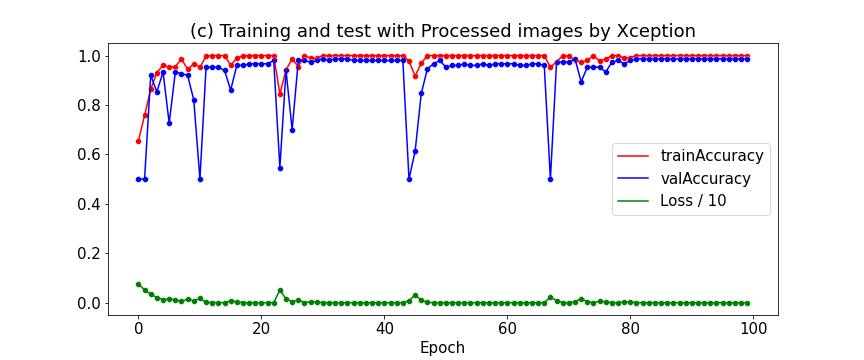 (c) Training and test with Processed images by Xception
1.0
0.8
0.6
0.4
0.2
0.0
trainAccuracy
valAccuracy
Loss / 10
0 20 40 60 80 100
Epoch